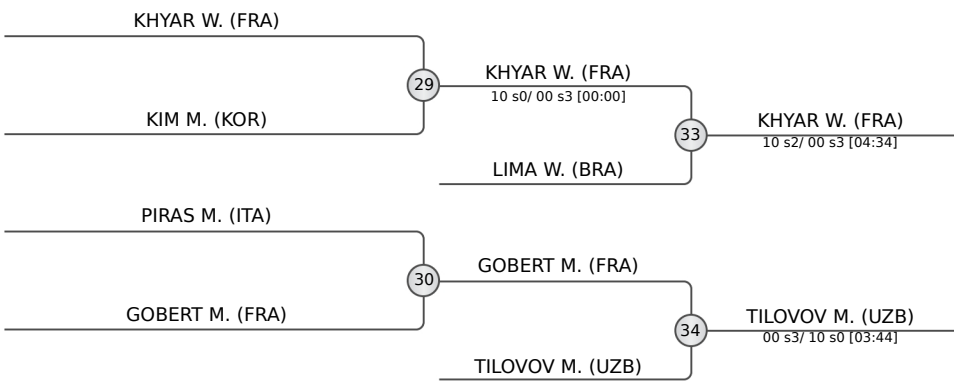 KHYAR W. (FRA)
29
KHYAR W. (FRA)
10 s0/ 00 s3 [00:00]
KIM M. (KOR)
33
KHYAR W. (FRA)
10 s2/ 00 s3 [04:34]
LIMA W. (BRA)
PIRAS M. (ITA)
30
GOBERT M. (FRA)
GOBERT M. (FRA)
34
TILOVOV M. (UZB)
00 s3/ 10 s0 [03:44]
TILOVOV M. (UZB)